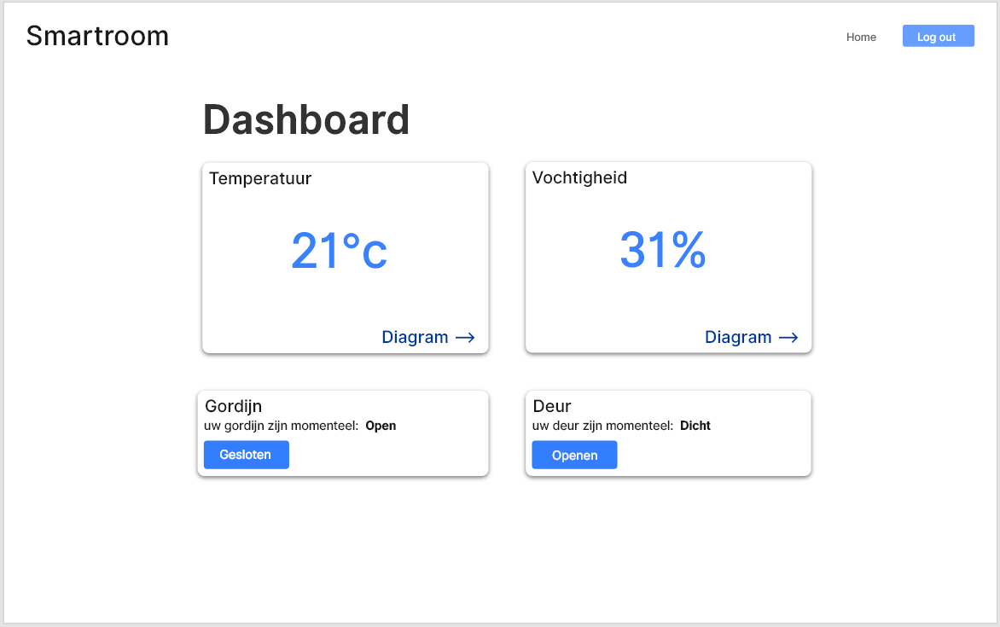 Smartroom
Home
Log out
Dashboard
Temperatuur
21°c
Diagram →
Vochtigheid
31%
Diagram →
Gordijn
uw gordijn zijn momenteel: Open
Gesloten
Deur
uw deur zijn momenteel: Dicht
Openen